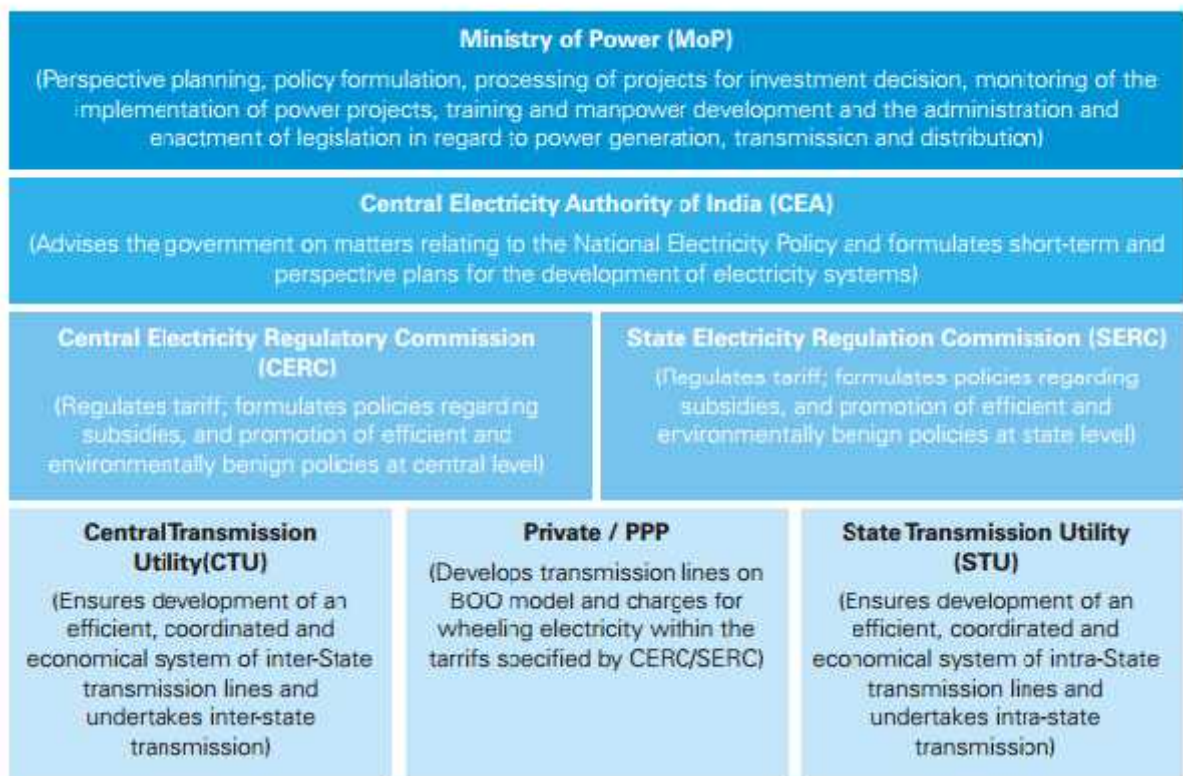 Ministry of Power (MoP)
(Perspective planning, policy formulation, processing of projects for investment decision, monitoring of the
implementation of power projects, training and manpower development and the administration and
enactment of legislation in regard to power generation, transmission and distribution)
Central Electricity Authority of India (CEA)
(Advises the government on matters relating to the National Electricity Policy and formulates short-term and
perspective plans for the development of electricity systems)
Central Electricity Regulatory Commission
(CERC)
(Regulates tariff; formulates policies regarding
subsidies, and promotion of efficient and
environmentally benign policies at central level)
State Electricity Regulation Commission (SERC)
(Regulates tariff; formulates policies regarding
subsidies, and promotion of efficient and
environmentally benign policies at state level)
Central Transmission
Utility(CTU)
(Ensures development of an
efficient, coordinated and
economical system of inter-State
transmission lines and
undertakes inter-state
transmission)
Private / PPP
(Develops transmission lines on
BOO model and charges for
wheeling electricity within the
tarrifs specified by CERC/SERC)
State Transmission Utility
(STU)
(Ensures development of an
efficient, coordinated and
economical system of intra-State
transmission lines and
undertakes intra-state
transmission)